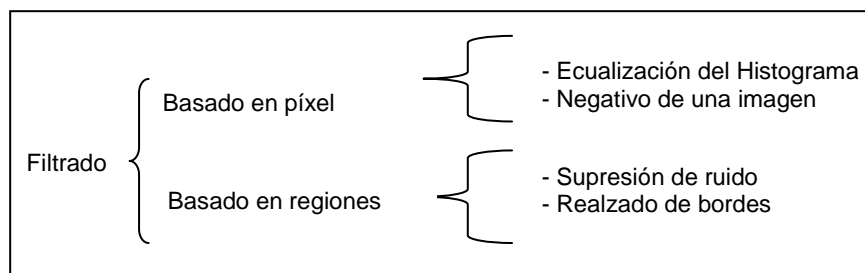 Filtrado
Basado en píxel
- Ecualización del Histograma
- Negativo de una imagen
Basado en regiones
- Supresión de ruido
- Realzado de bordes